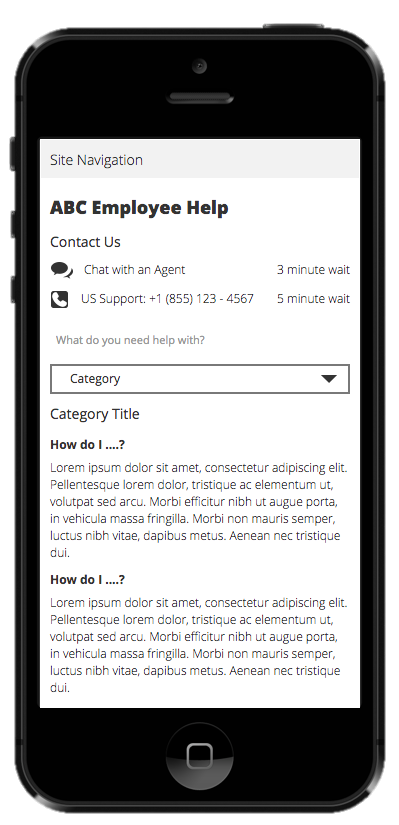 Site Navigation
ABC Employee Help
Contact Us
Chat with an Agent 3 minute wait
US Support: +1 (855) 123 - 4567 5 minute wait
What do you need help with?
Category
Category Title
How do I ....?
Lorem ipsum dolor sit amet, consectetur adipiscing elit.
Pellentesque lorem dolor, tristique ac elementum ut,
volutpat sed arcu. Morbi efficitur nibh ut augue porta,
in vehicula massa fringilla. Morbi non mauris semper,
luctus nibh vitae, dapibus metus. Aenean nec tristique
dui.
How do I ....?
Lorem ipsum dolor sit amet, consectetur adipiscing elit.
Pellentesque lorem dolor, tristique ac elementum ut,
volutpat sed arcu. Morbi efficitur nibh ut augue porta,
in vehicula massa fringilla. Morbi non mauris semper,
luctus nibh vitae, dapibus metus. Aenean nec tristique
dui.